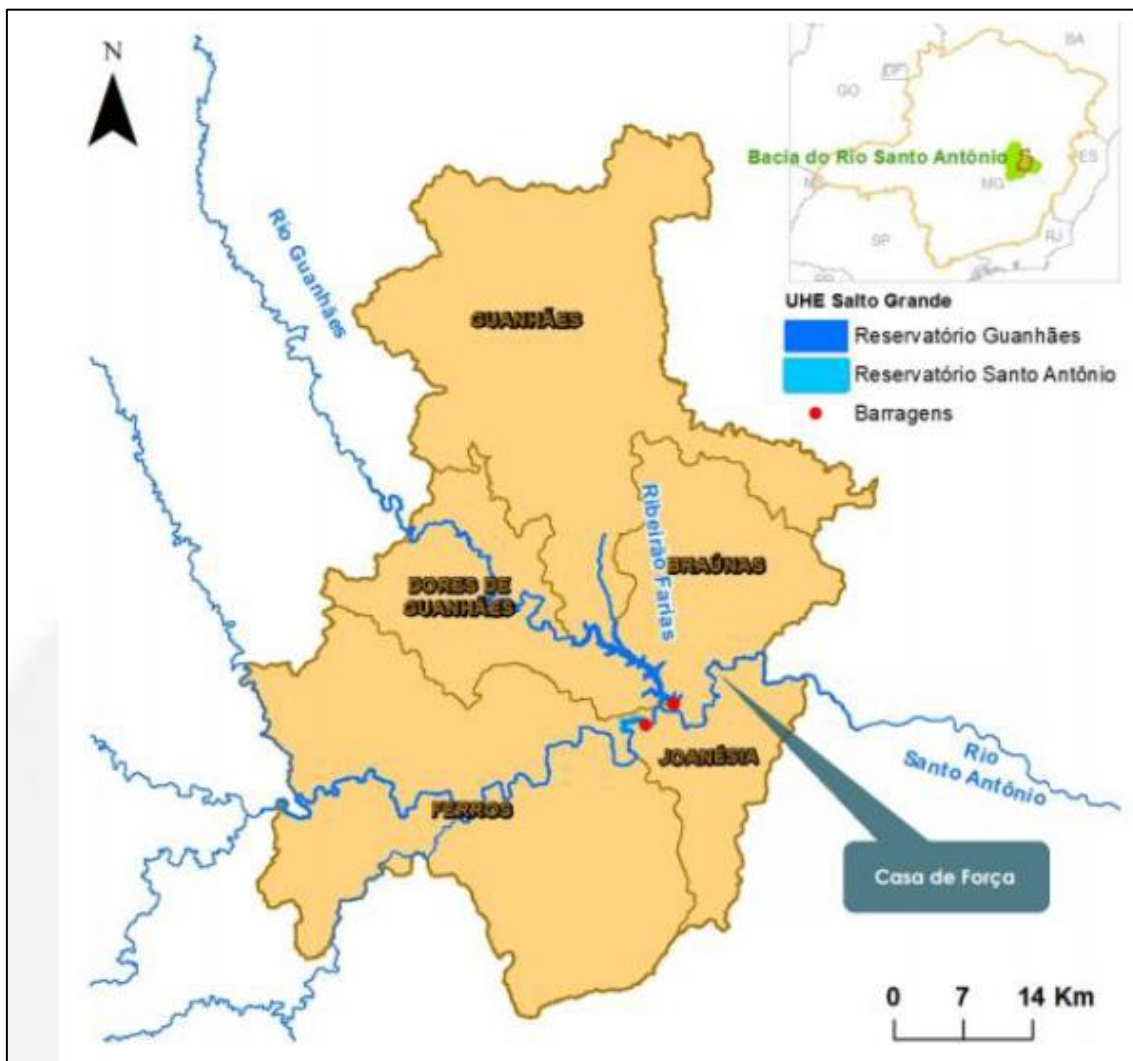 N
BA
DF
GO
Bacia do Rio Santo Antônio
ES
MG
SP
RJ
UHE Salto Grande
Reservatório Guanhães
Reservatório Santo Antônio
Barragens
Rio Guanhães
GUANHÃES
Ribeirão Farias
BRAÚNAS
DORES DE
GUANHÃES
JOANÉSIA
FERROS
Rio
Santo Antônio
Casa de Força
0 7 14 Km